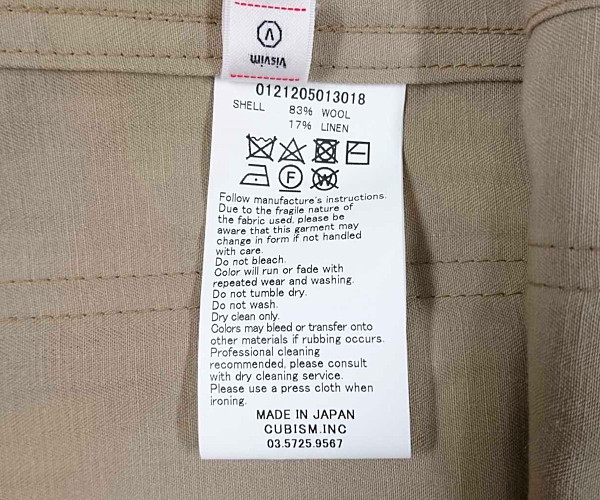 V
Visvim
0121205013018
SHELL 83% WOOL
17% LINEN
F
W
Follow manufacture's instructions.
Due to the fragile nature of
the fabric used, please be
aware that this garment may
change in form if not handled
with care.
Do not bleach.
Color will run or fade with
repeated wear and washing.
Do not tumble dry.
Do not wash.
Dry clean only.
Colors may bleed or transfer onto
other materials if rubbing occurs.
Professional cleaning
recommended, please consult
with dry cleaning service.
Please use a press cloth when
ironing.
MADE IN JAPAN
CUBISM.INC
03.5725.9567